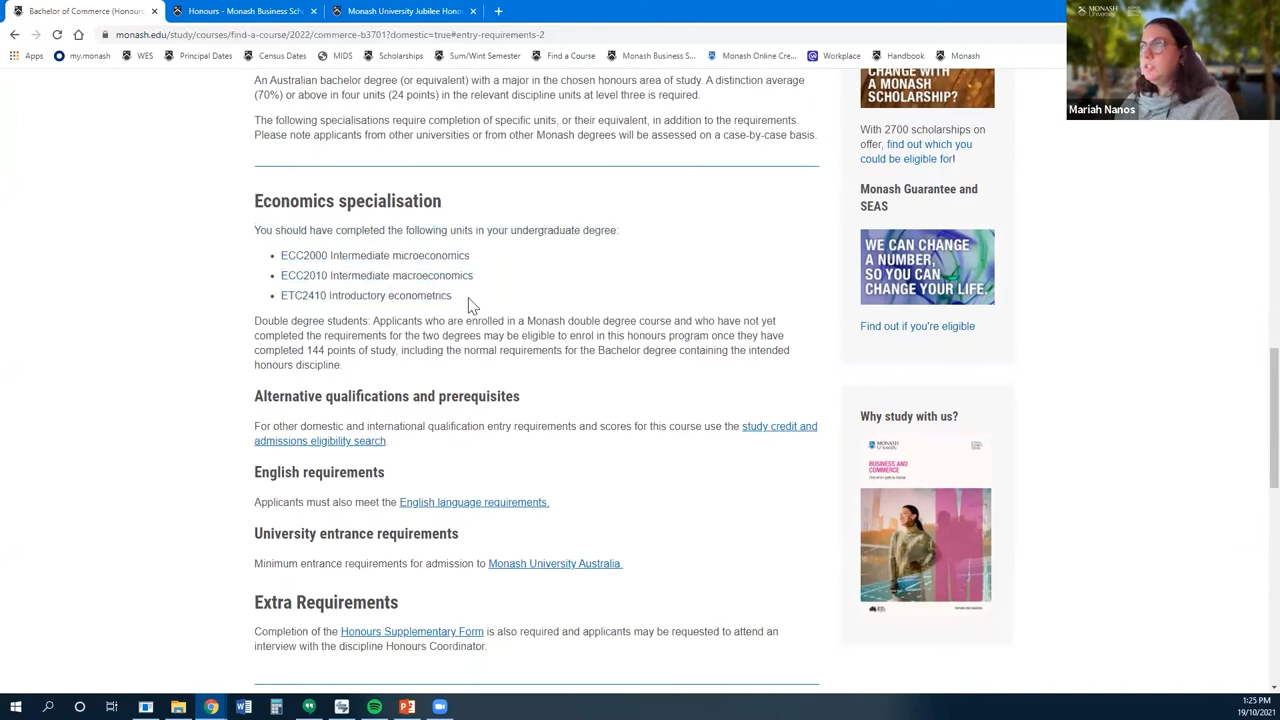 Bachelor of Commerce (Honours)
Honours - Monash Business Sch
Monash University Jubilee Hono
monash.edu/study/courses/find-a-course/2022/commerce-b3701?domestic=true#entry-requirements-2
Apps
my.monash
WES
Principal Dates
MIDS
Scholarships
Sum/Wint Semester
Find a Course
Monash Business S...
Monash Online Cre...
Workplace
Handbook
Monash
MONASH
University
Mariah Nanos
An Australian bachelor degree (or equivalent) with a major in the chosen honours area of study. A distinction average
(70%) or above in four units (24 points) in the relevant discipline units at level three is required.
The following specialisations require completion of specific units, or their equivalent, in addition to the requirements.
Please note applicants from other universities or from other Monash degrees will be assessed on a case-by-case basis.
Economics specialisation
You should have completed the following units in your undergraduate degree:
• ECC2000 Intermediate microeconomics
• ECC2010 Intermediate macroeconomics
• ETC2410 Introductory econometrics
Double degree students: Applicants who are enrolled in a Monash double degree course and who have not yet
completed the requirements for the two degrees may be eligible to enrol in this honours program once they have
completed 144 points of study, including the normal requirements for the Bachelor degree containing the intended
honours discipline.
Alternative qualifications and prerequisites
For other domestic and international qualification entry requirements and scores for this course use the study credit and
admissions eligibility search.
English requirements
Applicants must also meet the English language requirements.
University entrance requirements
Minimum entrance requirements for admission to Monash University Australia.
Extra Requirements
Completion of the Honours Supplementary Form is also required and applicants may be requested to attend an
interview with the discipline Honours Coordinator.
CHANGE WITH
A MONASH
SCHOLARSHIP?
With 2700 scholarships on
offer, find out which you
could be eligible for!
Monash Guarantee and
SEAS
WE CAN CHANGE
A NUMBER,
SO YOU CAN
CHANGE YOUR LIFE.
Find out if you're eligible
Why study with us?
MONASH
University
BUSINESS AND
COMMERCE
1:25 PM
19/10/2021